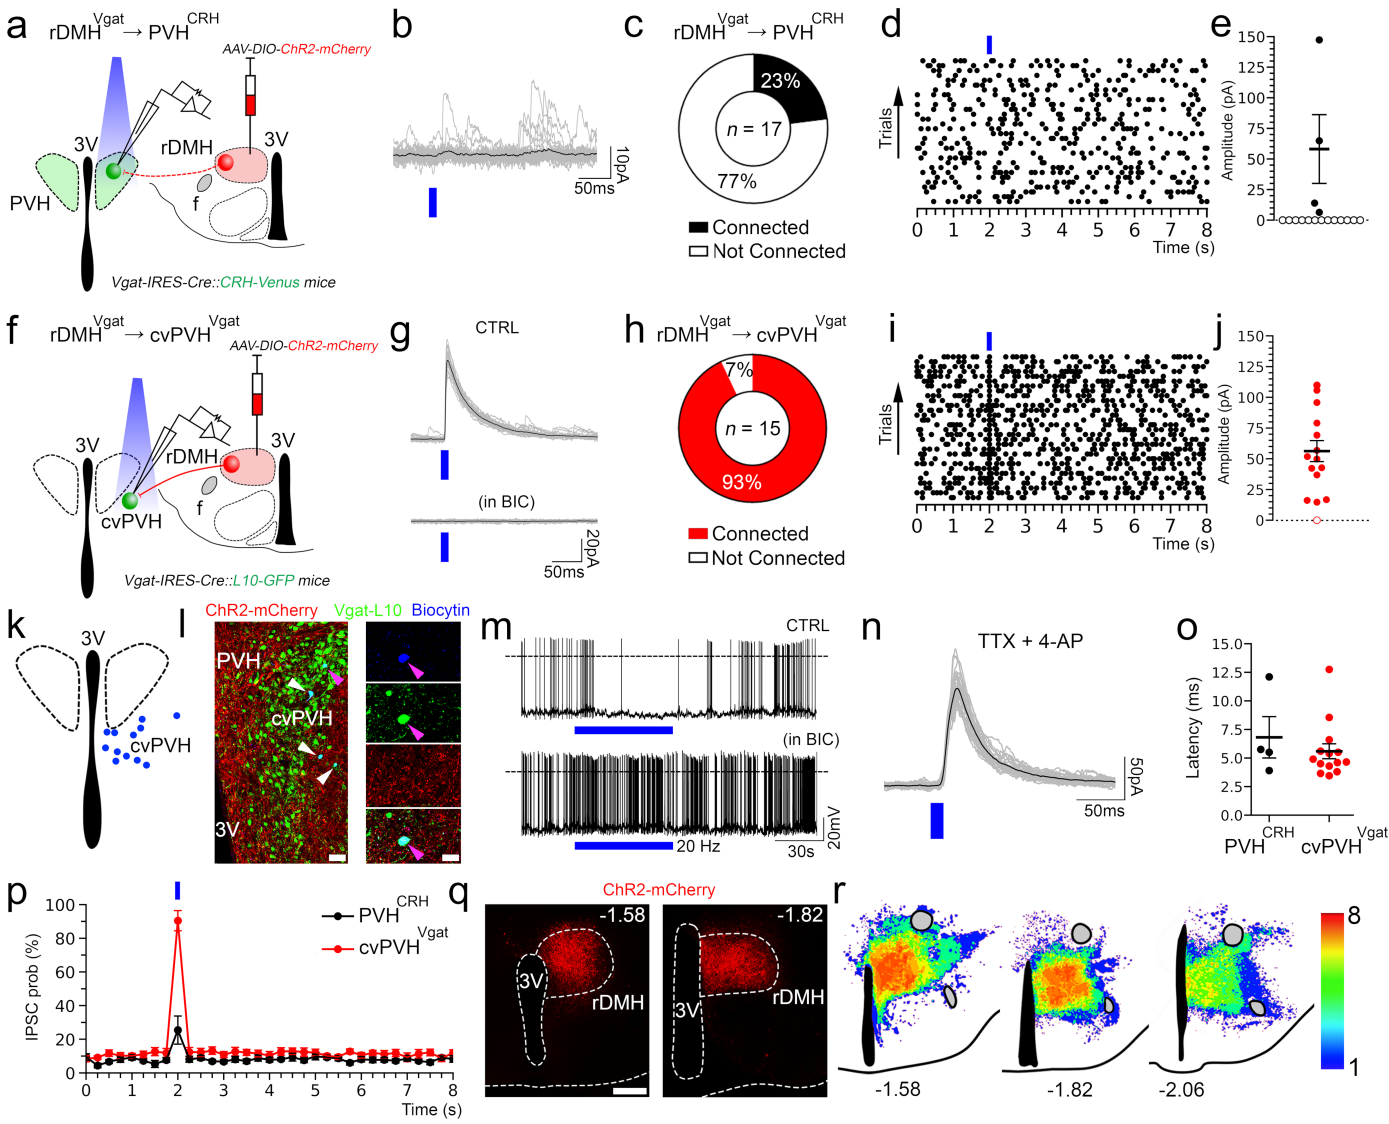 a
rDMH^Vgat → PVH^CRH
AAV-DIO-ChR2-mCherry
3V
rDMH
3V
PVH
f
Vgat-IRES-Cre::CRH-Venus mice
b
10pA
50ms
c
rDMH^Vgat → PVH^CRH
23%
n = 17
77%
Connected
Not Connected
d
Trials
0 1 2 3 4 5 6 7 8
Time (s)
e
Amplitude (pA)
150
125
100
75
50
25
0
f
rDMH^Vgat → cvPVH^Vgat
AAV-DIO-ChR2-mCherry
3V
rDMH
3V
cvPVH
f
Vgat-IRES-Cre::L10-GFP mice
g
CTRL
(in BIC)
20pA
50ms
h
rDMH^Vgat → cvPVH^Vgat
7%
n = 15
93%
Connected
Not Connected
i
Trials
0 1 2 3 4 5 6 7 8
Time (s)
j
Amplitude (pA)
150
125
100
75
50
25
0
k
3V
cvPVH
l
ChR2-mCherry Vgat-L10 Biocytin
PVH
cvPVH
3V
m
CTRL
(in BIC)
20 Hz
20mV
30s
n
TTX + 4-AP
50pA
50ms
o
Latency (ms)
15.0
12.5
10.0
7.5
5.0
2.5
0.0
PVH^CRH cvPVH^Vgat
p
IPSC prob (%)
100
80
60
40
20
0
PVH^CRH
cvPVH^Vgat
0 1 2 3 4 5 6 7 8
Time (s)
q
ChR2-mCherry
-1.58
3V
rDMH
-1.82
3V
rDMH
r
8
1
-1.58
-1.82
-2.06